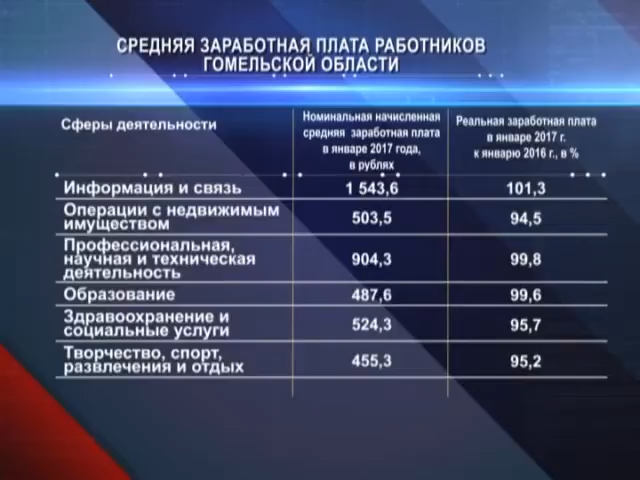 СРЕДНЯЯ ЗАРАБОТНАЯ ПЛАТА РАБОТНИКОВ
ГОМЕЛЬСКОЙ ОБЛАСТИ
Сферы деятельности
Номинальная начисленная
средняя заработная плата
в январе 2017 года,
в рублях
Реальная заработная плата
в январе 2017 г.
к январю 2016 г., в %
Информация и связь 1 543,6 101,3
Операции с недвижимым
имуществом 503,5 94,5
Профессиональная,
научная и техническая
деятельность 904,3 99,8
Образование 487,6 99,6
Здравоохранение и
социальные услуги 524,3 95,7
Творчество, спорт,
развлечения и отдых 455,3 95,2